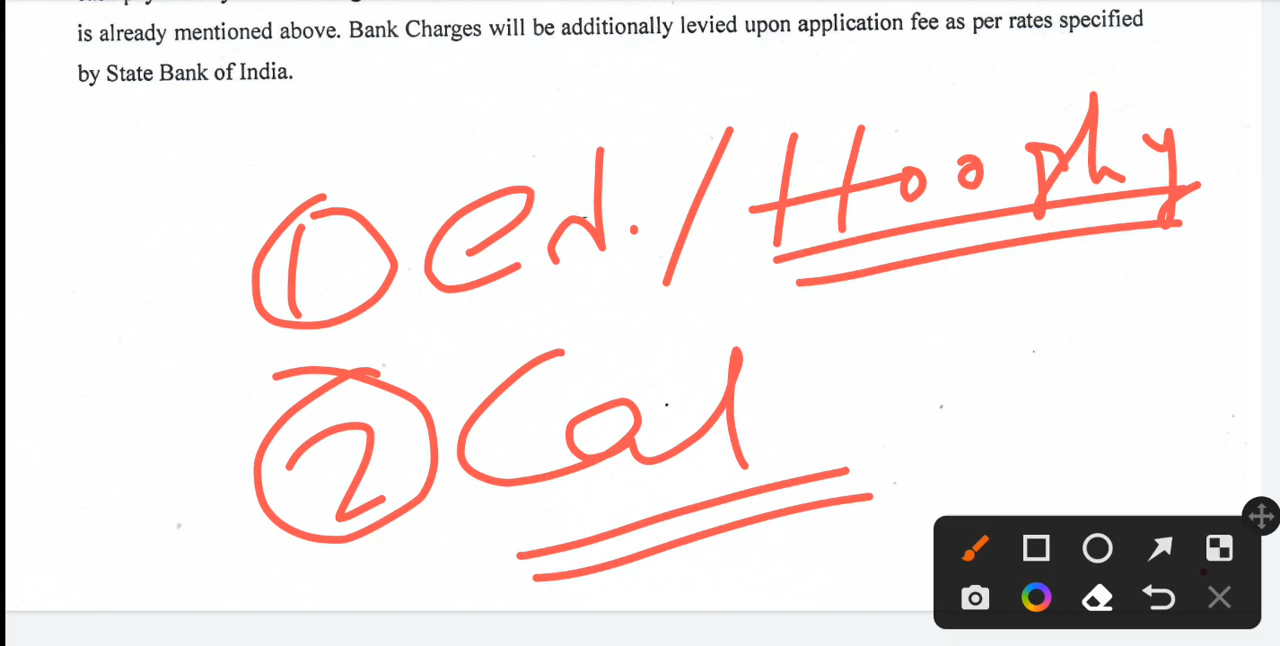 is already mentioned above. Bank Charges will be additionally levied upon application fee as per rates specified
by State Bank of India.
① Ed. / Hoophy
② Cal